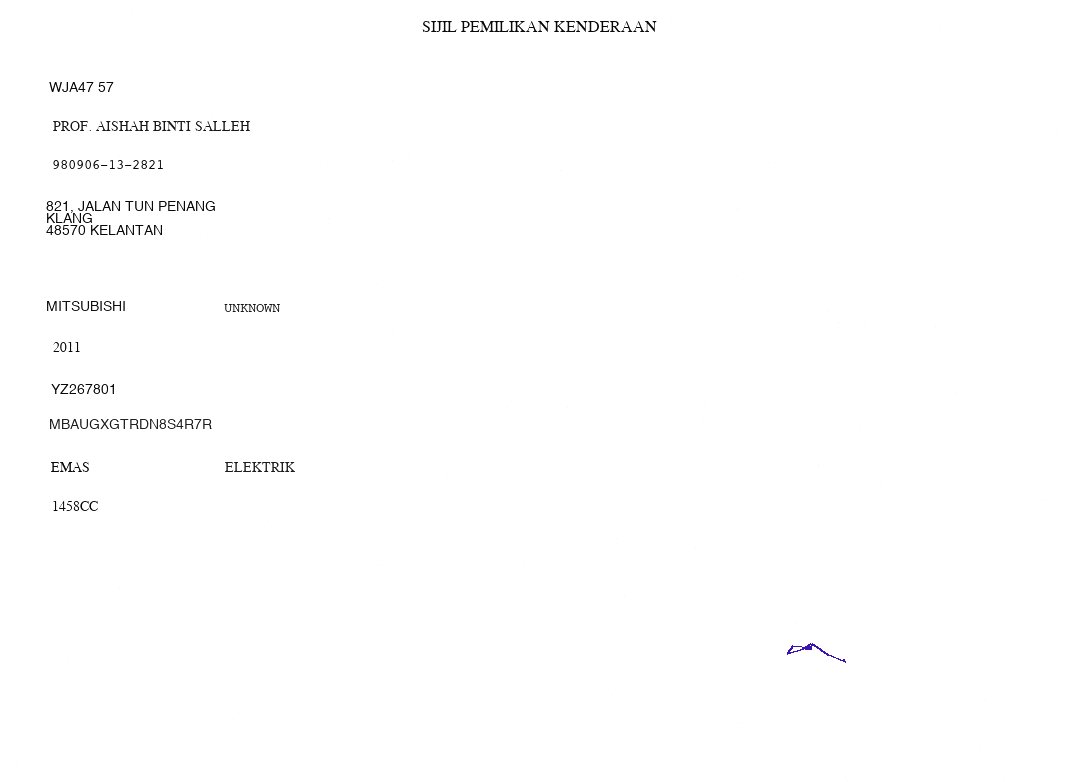 SIJIL PEMILIKAN KENDERAAN
WJA47 57
PROF. AISHAH BINTI SALLEH
980906-13-2821
821, JALAN TUN PENANG
KLANG
48570 KELANTAN
MITSUBISHI UNKNOWN
2011
YZ267801
MBAUGXGTRDN8S4R7R
EMAS ELEKTRIK
1458CC